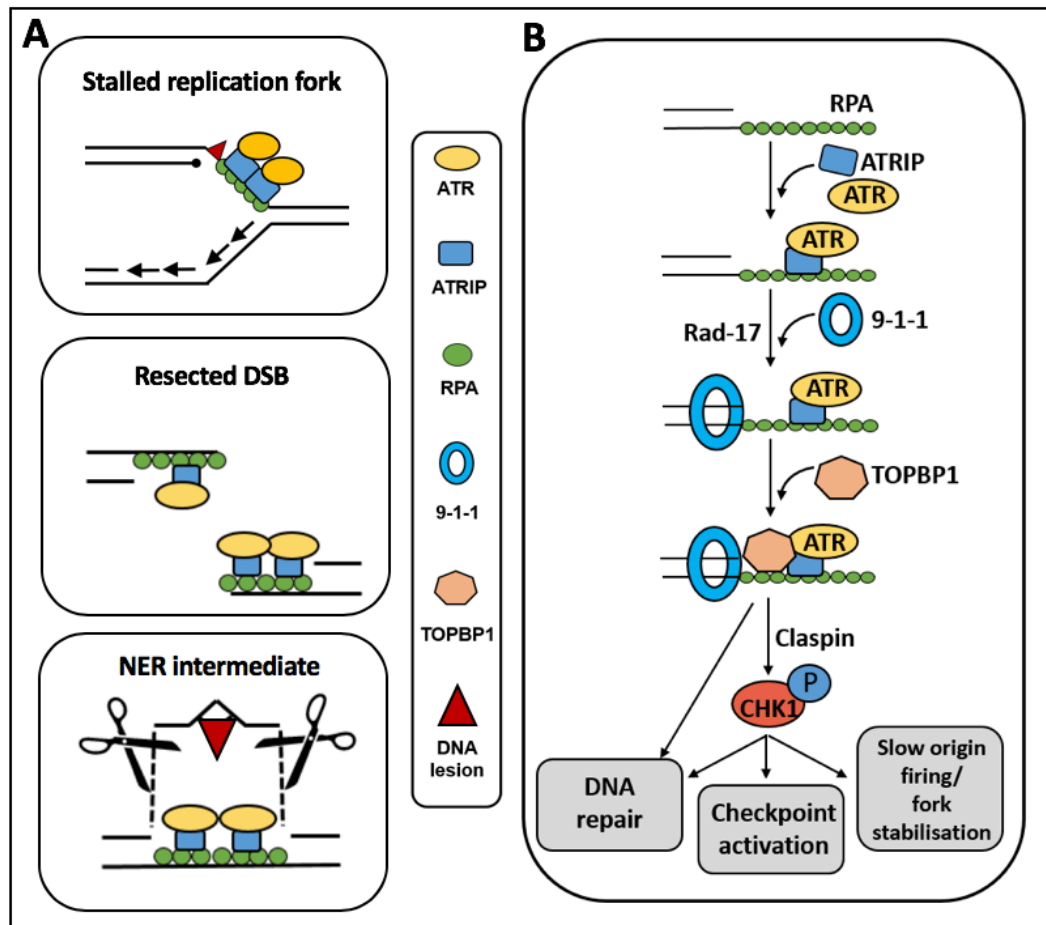 A
Stalled replication fork
Resected DSB
NER intermediate
ATR
ATRIP
RPA
9-1-1
TOPBP1
DNA
lesion
B
RPA
ATRIP
ATR
ATR
Rad-17
9-1-1
ATR
TOPBP1
ATR
Claspin
P
CHK1
DNA
repair
Checkpoint
activation
Slow origin
firing/
fork
stabilisation